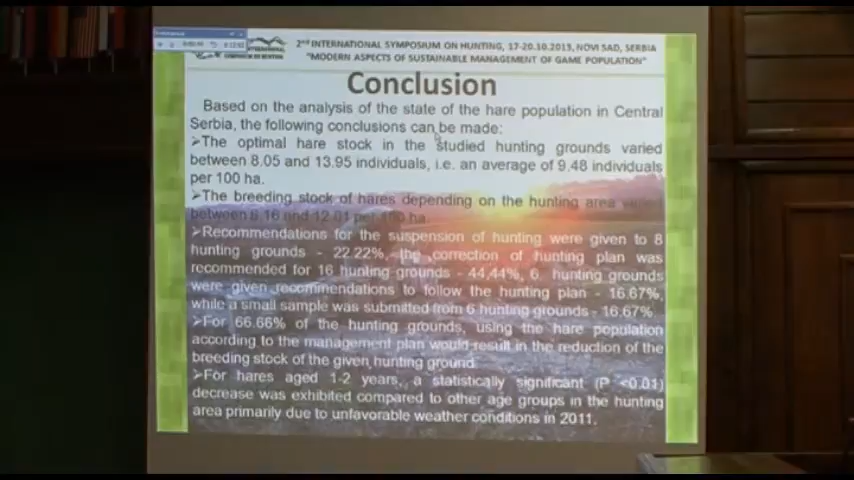 2nd INTERNATIONAL SYMPOSIUM ON HUNTING, 17-20.10.2013, NOVI SAD, SERBIA
"MODERN ASPECTS OF SUSTAINABLE MANAGEMENT OF GAME POPULATION"
Conclusion
Based on the analysis of the state of the hare population in Central
Serbia, the following conclusions can be made:
➢The optimal hare stock in the studied hunting grounds varied
between 8.05 and 13.95 individuals, i.e. an average of 9.48 individuals
per 100 ha.
➢The breeding stock of hares depending on the hunting area varied
between 6.16 and 12.01 per 100 ha.
➢Recommendations for the suspension of hunting were given to 8
hunting grounds - 22.22%, the correction of hunting plan was
recommended for 16 hunting grounds - 44,44%, 6 hunting grounds
were given recommendations to follow the hunting plan - 16.67%,
while a small sample was submitted from 6 hunting grounds - 16.67%.
➢For 66.66% of the hunting grounds, using the hare population
according to the management plan would result in the reduction of the
breeding stock of the given hunting ground.
➢For hares aged 1-2 years, a statistically significant (P <0.01)
decrease was exhibited compared to other age groups in the hunting
area primarily due to unfavorable weather conditions in 2011.